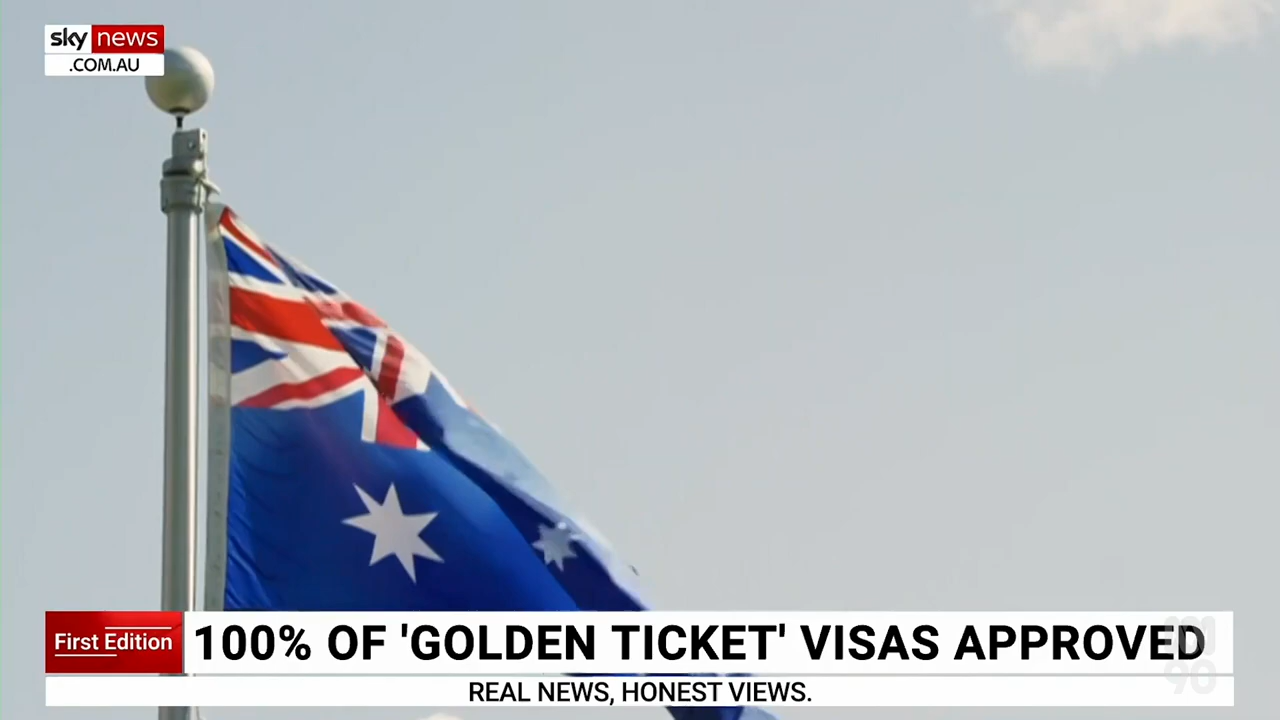 sky news
.COM.AU
First Edition
100% OF 'GOLDEN TICKET' VISAS APPROVED
REAL NEWS, HONEST VIEWS.